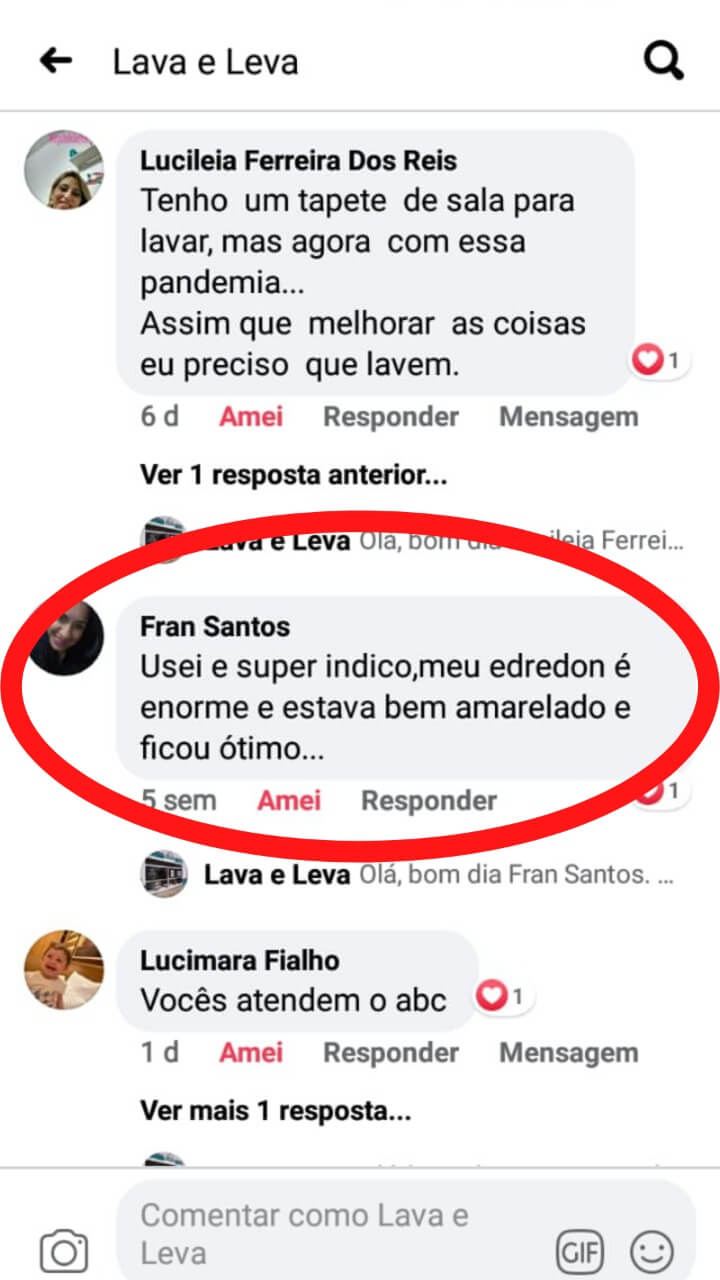 Lava e Leva
Lucileia Ferreira Dos Reis
Tenho um tapete de sala para
lavar, mas agora com essa
pandemia...
Assim que melhorar as coisas
eu preciso que lavem.
1
6 d Amei Responder Mensagem
Ver 1 resposta anterior...
Lava e Leva Olá, bom dia Lucileia Ferrei...
Fran Santos
Usei e super indico,meu edredon é
enorme e estava bem amarelado e
ficou ótimo...
1
5 sem Amei Responder
Lava e Leva Olá, bom dia Fran Santos. ...
Lucimara Fialho
Vocês atendem o abc
1
1 d Amei Responder Mensagem
Ver mais 1 resposta...
Comentar como Lava e
Leva
GIF